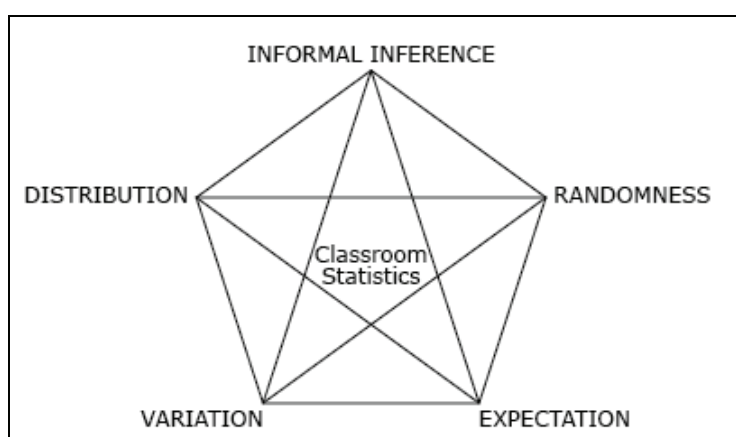 INFORMAL INFERENCE
DISTRIBUTION
RANDOMNESS
Classroom
Statistics
VARIATION
EXPECTATION